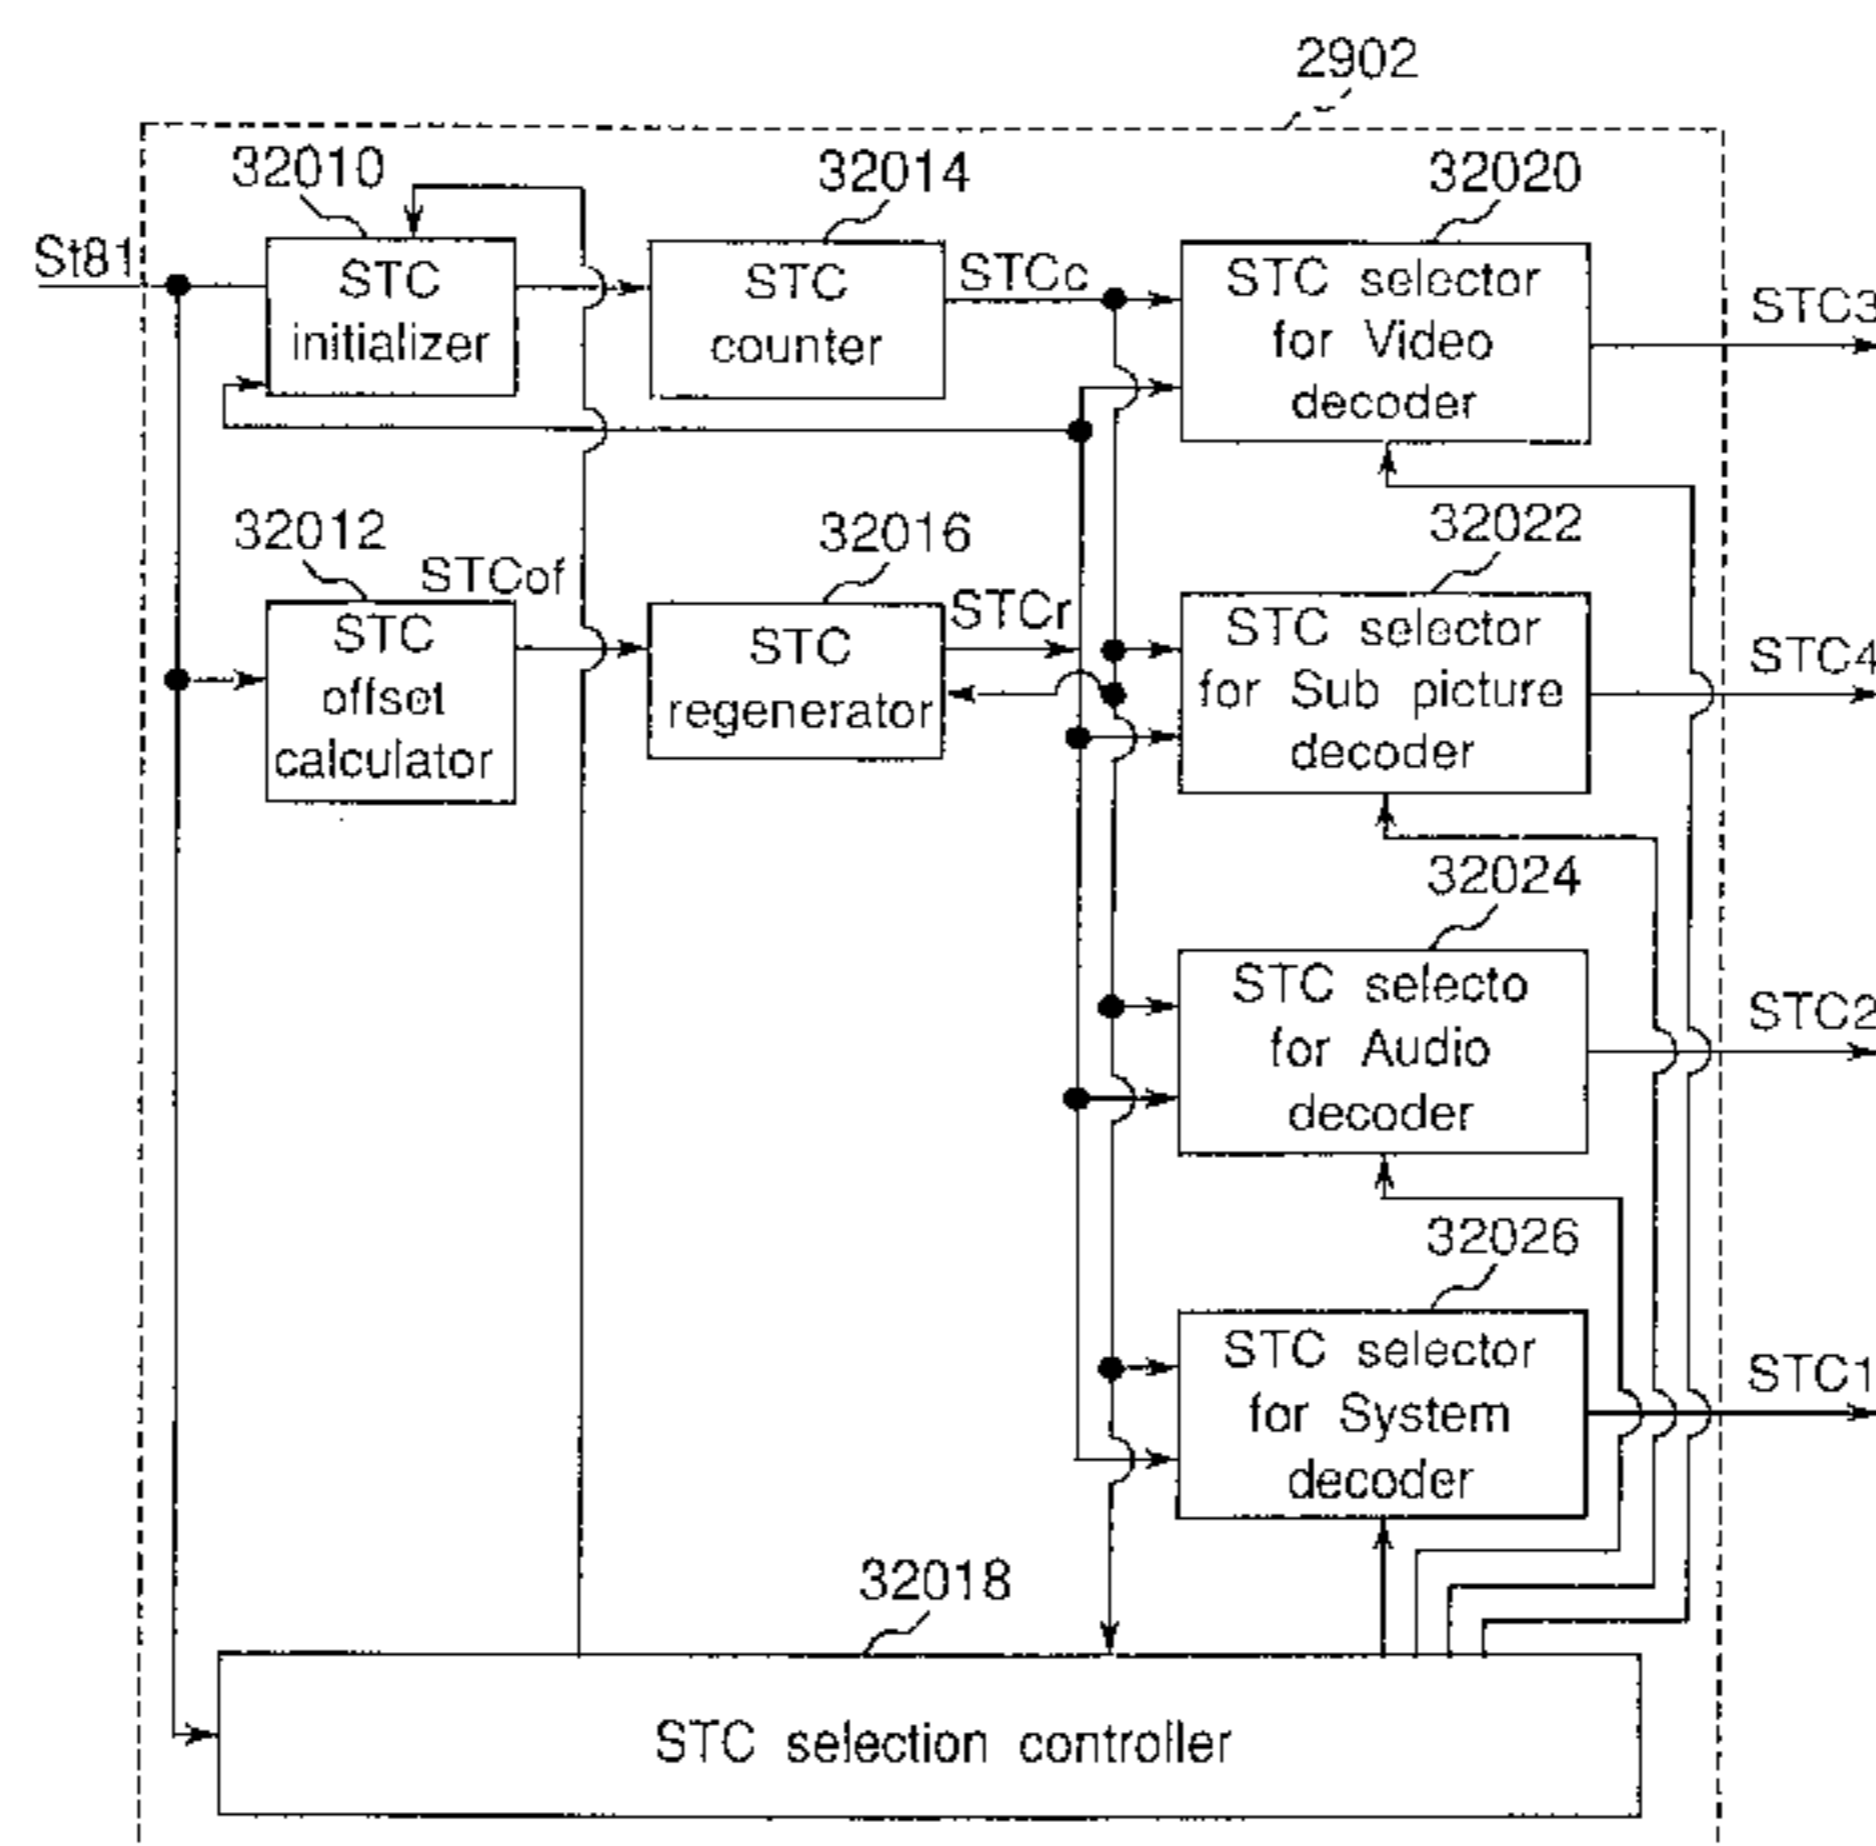 2902
32010
32014
32020
St81
STC
initializer
STC
counter
STCc
STC selector
for Video
decoder
STC3
32012
STCof
32016
STCr
32022
STC
offset
calculator
STC
regenerator
STC selector
for Sub picture
decoder
STC4
32024
STC selecto
for Audio
decoder
STC2
32026
STC selector
for System
decoder
STC1
32018
STC selection controller